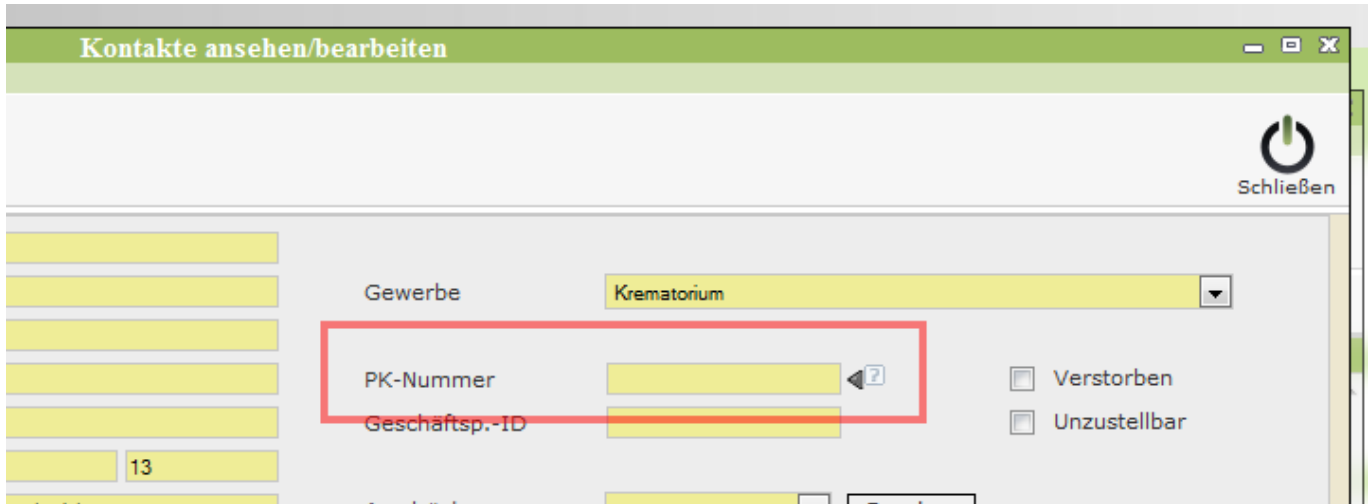 Kontakte ansehen/bearbeiten
Schließen
Gewerbe
Krematorium
PK-Nummer
?
Verstorben
Geschäftsp.-ID
Unzustellbar
13